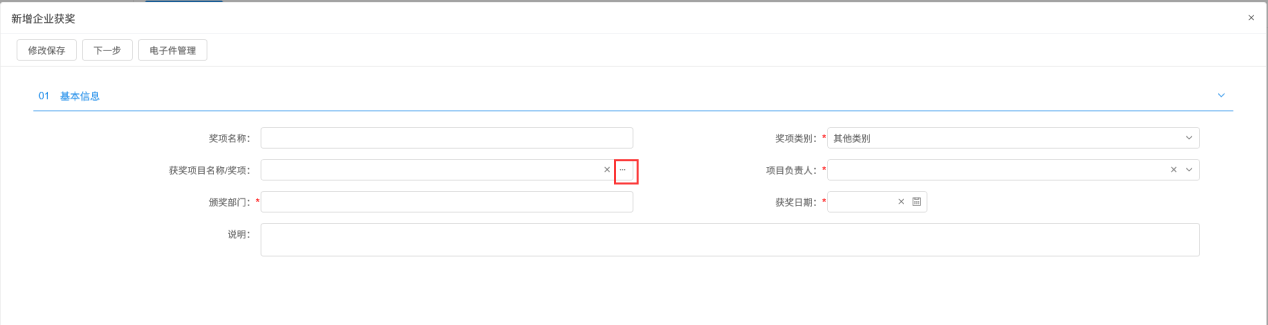 新增企业获奖 ×
修改保存 下一步 电子件管理
01 基本信息
奖项名称: 奖项类别: * 其他类别
获奖项目名称/奖项: × ... 项目负责人: * ×
颁奖部门: * 获奖日期: * ×
说明: